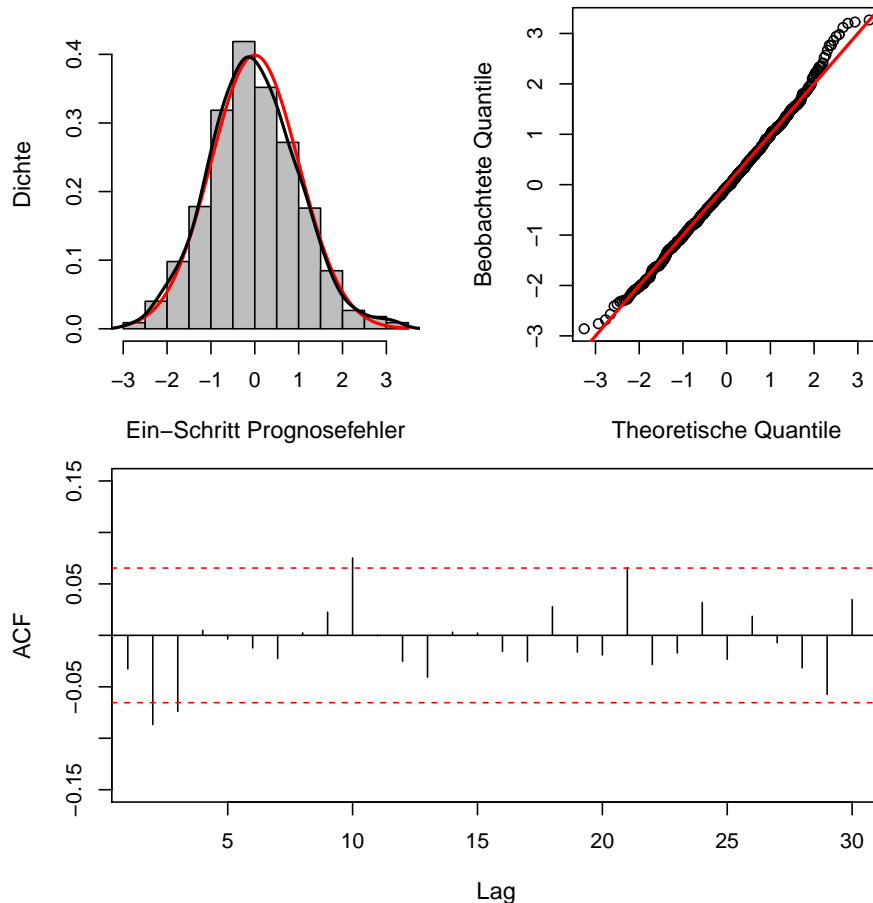 Dichte
0.0 0.1 0.2 0.3 0.4
−3 −2 −1 0 1 2 3
Ein−Schritt Prognosefehler
Beobachtete Quantile
−3 −2 −1 0 1 2 3
−3 −2 −1 0 1 2 3
Theoretische Quantile
ACF
−0.15 −0.05 0.05 0.15
5 10 15 20 25 30
Lag